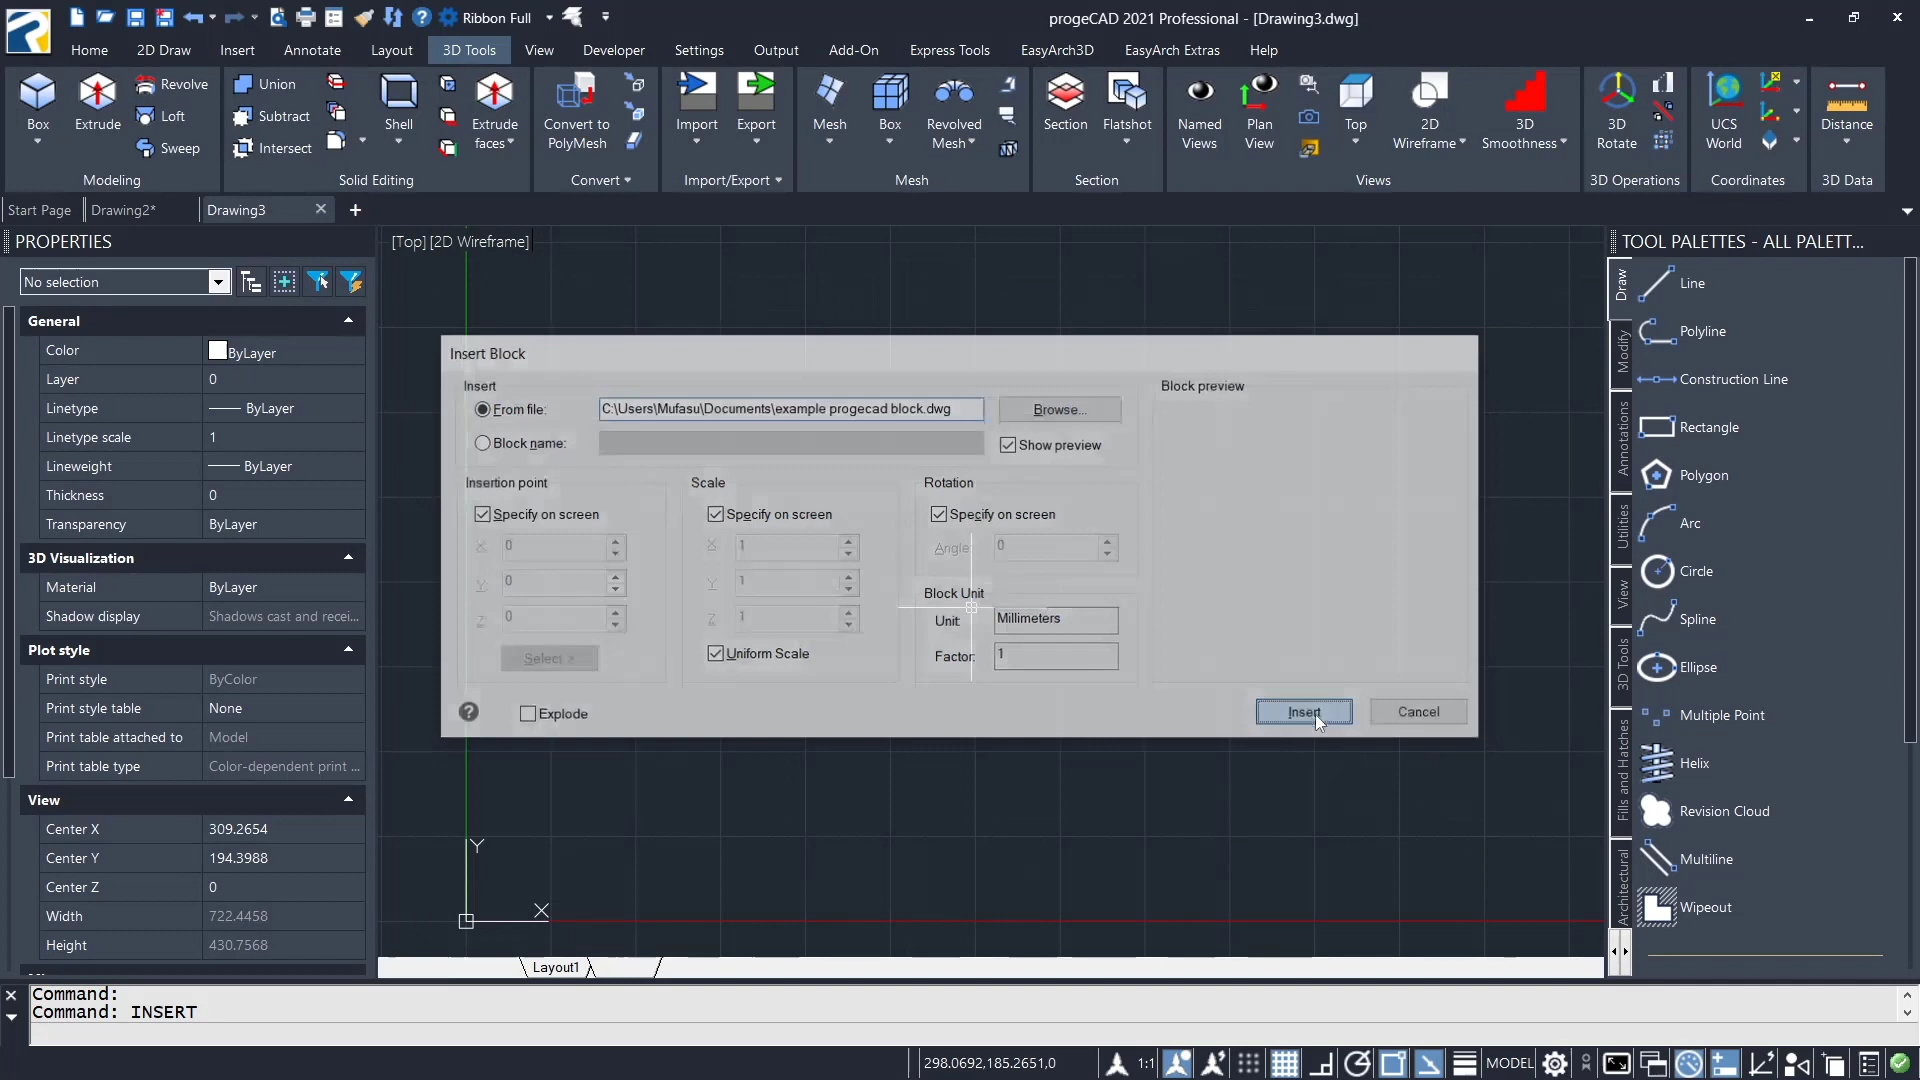 Ribbon Full
progeCAD 2021 Professional - [Drawing3.dwg]
Home 2D Draw Insert Annotate Layout 3D Tools View Developer Settings Output Add-On Express Tools EasyArch3D EasyArch Extras Help
Box Extrude Revolve Loft Sweep
Union Subtract Intersect Shell Extrude faces
Convert to PolyMesh
Import Export
Mesh Box Revolved Mesh
Section Flatshot
Named Views Plan View Top 2D Wireframe 3D Smoothness
3D Rotate UCS World Distance
Modeling Solid Editing Convert Import/Export Mesh Section Views 3D Operations Coordinates 3D Data
Start Page Drawing2* Drawing3
PROPERTIES
No selection
General
Color ByLayer
Layer 0
Linetype ByLayer
Linetype scale 1
Lineweight ByLayer
Thickness 0
Transparency ByLayer
3D Visualization
Material ByLayer
Shadow display Shadows cast and recei...
Plot style
Print style ByColor
Print style table None
Print table attached to Model
Print table type Color-dependent print ...
View
Center X 309.2654
Center Y 194.3988
Center Z 0
Width 722.4458
Height 430.7568
[Top] [2D Wireframe]
Insert Block
Insert
From file: C:\Users\Mufasu\Documents\example progecad block.dwg Browse...
Block name: Show preview
Block preview
Insertion point Scale Rotation
Specify on screen Specify on screen Specify on screen
X: 0 X: 1 Angle 0
Y: 0 Y: 1
Block Unit
Z: 0 Z: 1 Unit: Millimeters
Select > Uniform Scale Factor: 1
Explode Insert Cancel
Y
X
Layout1
TOOL PALETTES - ALL PALETT...
Draw
Modify
Annotations
Utilities
View
3D Tools
Fills and Hatches
Architectural
Line
Polyline
Construction Line
Rectangle
Polygon
Arc
Circle
Spline
Ellipse
Multiple Point
Helix
Revision Cloud
Multiline
Wipeout
Command:
Command: INSERT
298.0692,185.2651,0 1:1 MODEL